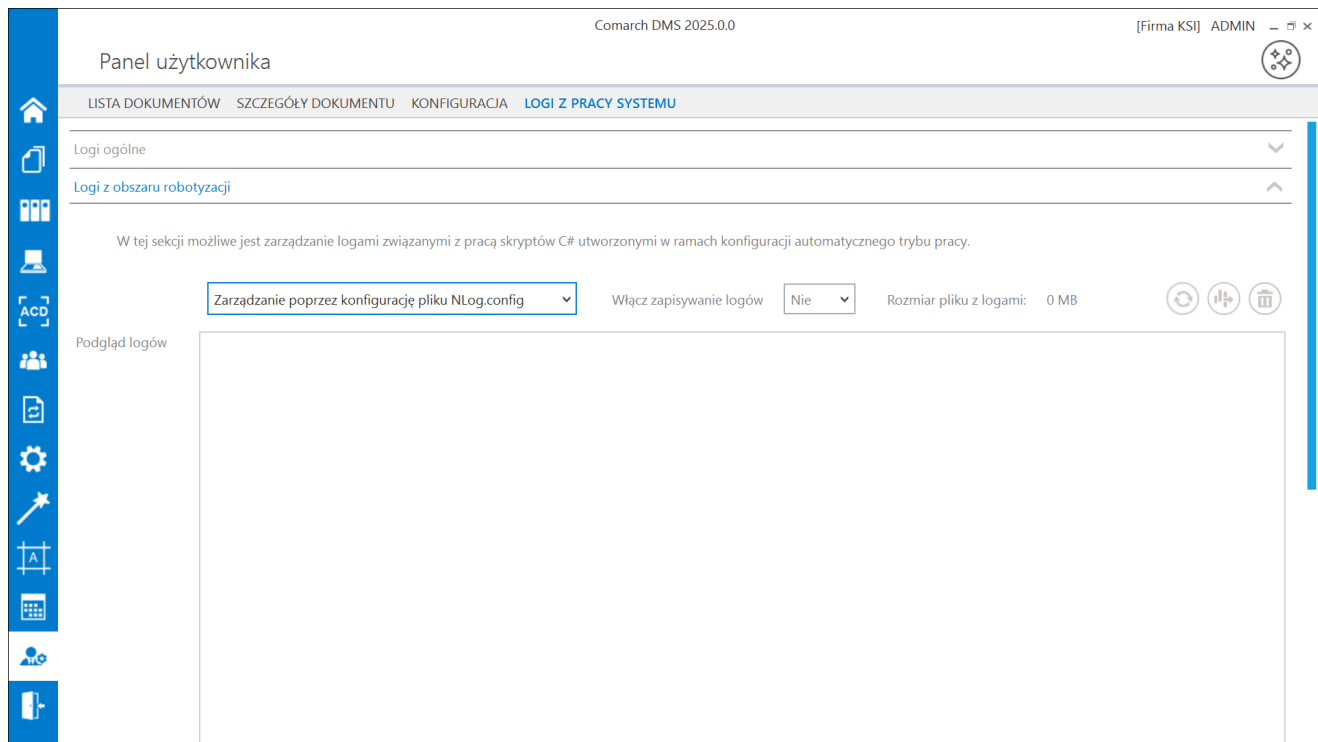 Comarch DMS 2025.0.0
[Firma KSI] ADMIN
Panel użytkownika
LISTA DOKUMENTÓW SZCZEGÓŁY DOKUMENTU KONFIGURACJA LOGI Z PRACY SYSTEMU
Logi ogólne
Logi z obszaru robotyzacji
W tej sekcji możliwe jest zarządzanie logami związanymi z pracą skryptów C# utworzonymi w ramach konfiguracji automatycznego trybu pracy.
Zarządzanie poprzez konfigurację pliku NLog.config Włącz zapisywanie logów Nie Rozmiar pliku z logami: 0 MB
Podgląd logów
ACD
A